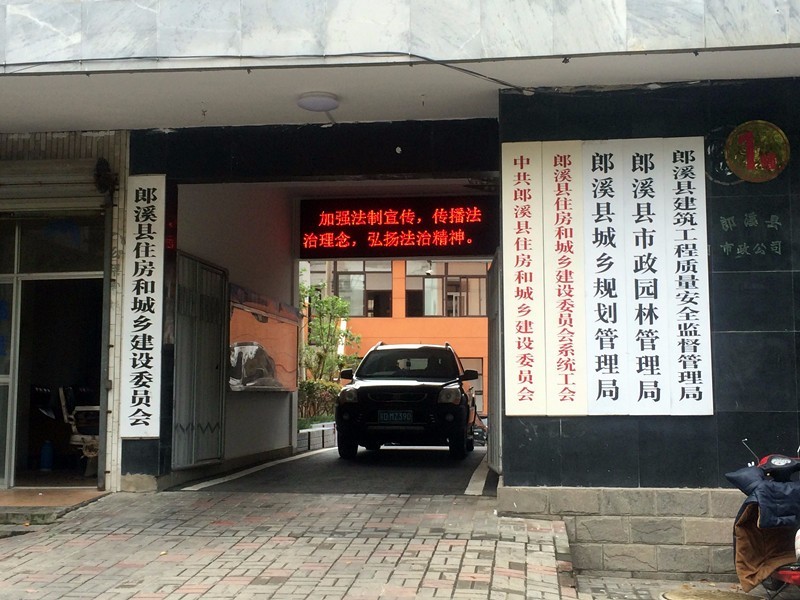 郎溪县住房和城乡建设委员会
加强法制宣传，传播法
治理念，弘扬法治精神。
中共郎溪县住房和城乡建设委员会
郎溪县住房和城乡建设委员会系统工会
郎溪县城乡规划管理局
郎溪县市政园林管理局
郎溪县建筑工程质量安全监督管理局
郎溪县
市政公司